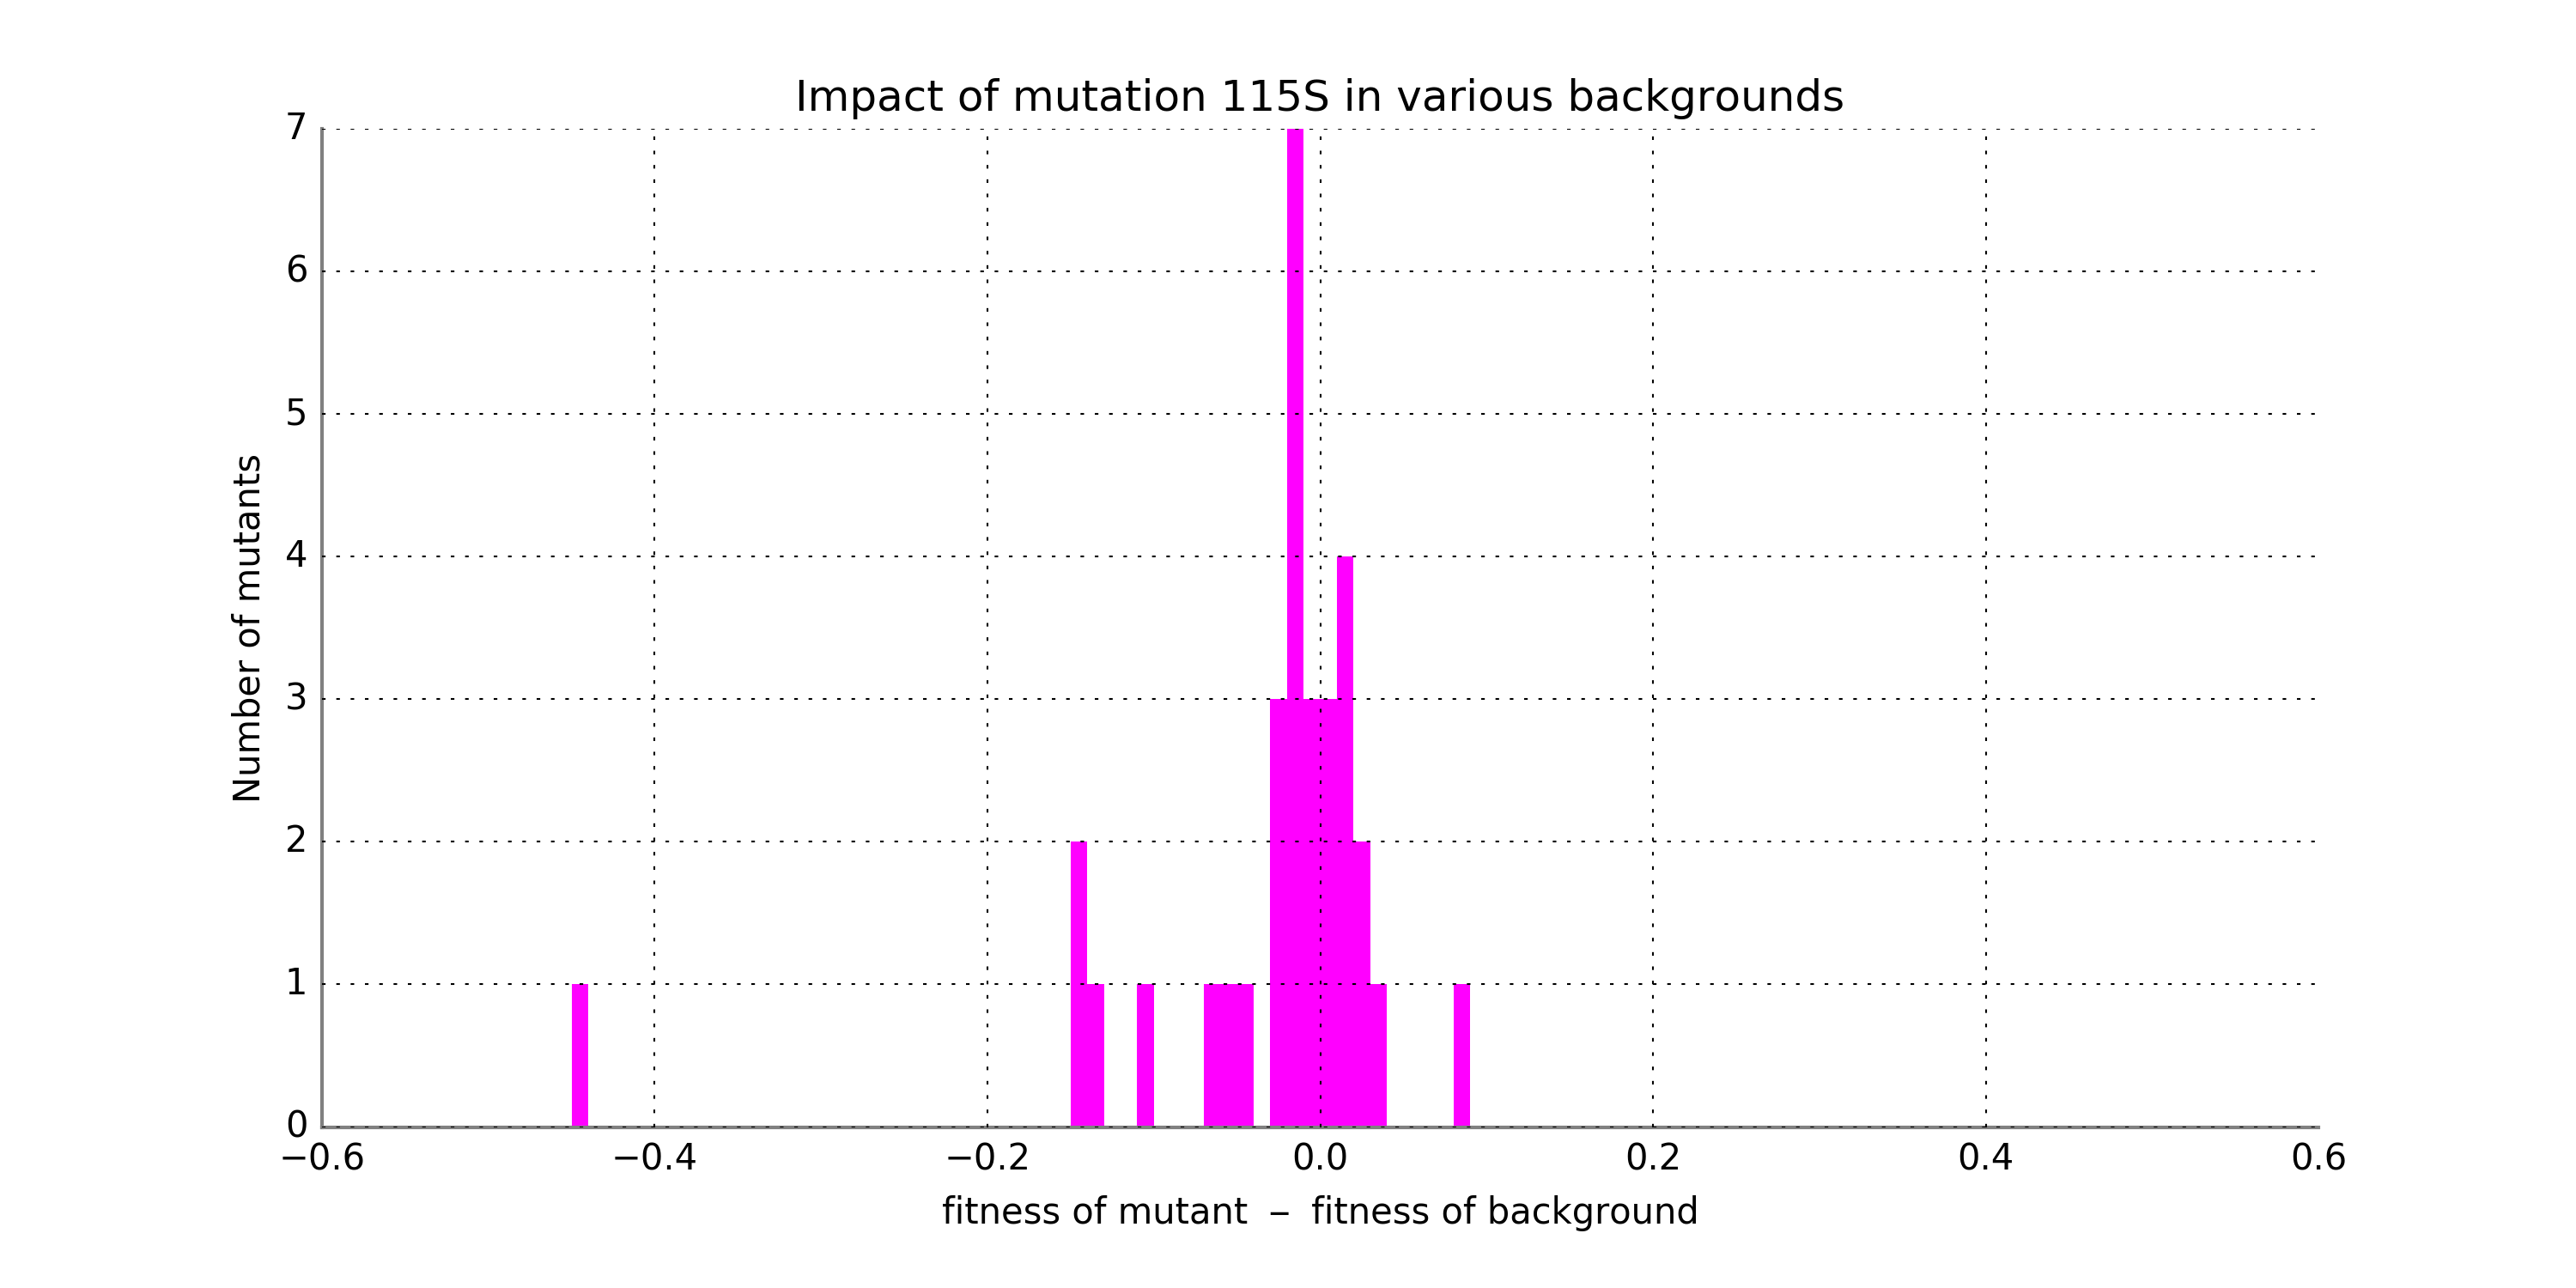 Impact of mutation 115S in various backgrounds
7
6
5
4
3
2
1
0
Number of mutants
−0.6 −0.4 −0.2 0.0 0.2 0.4 0.6
fitness of mutant − fitness of background